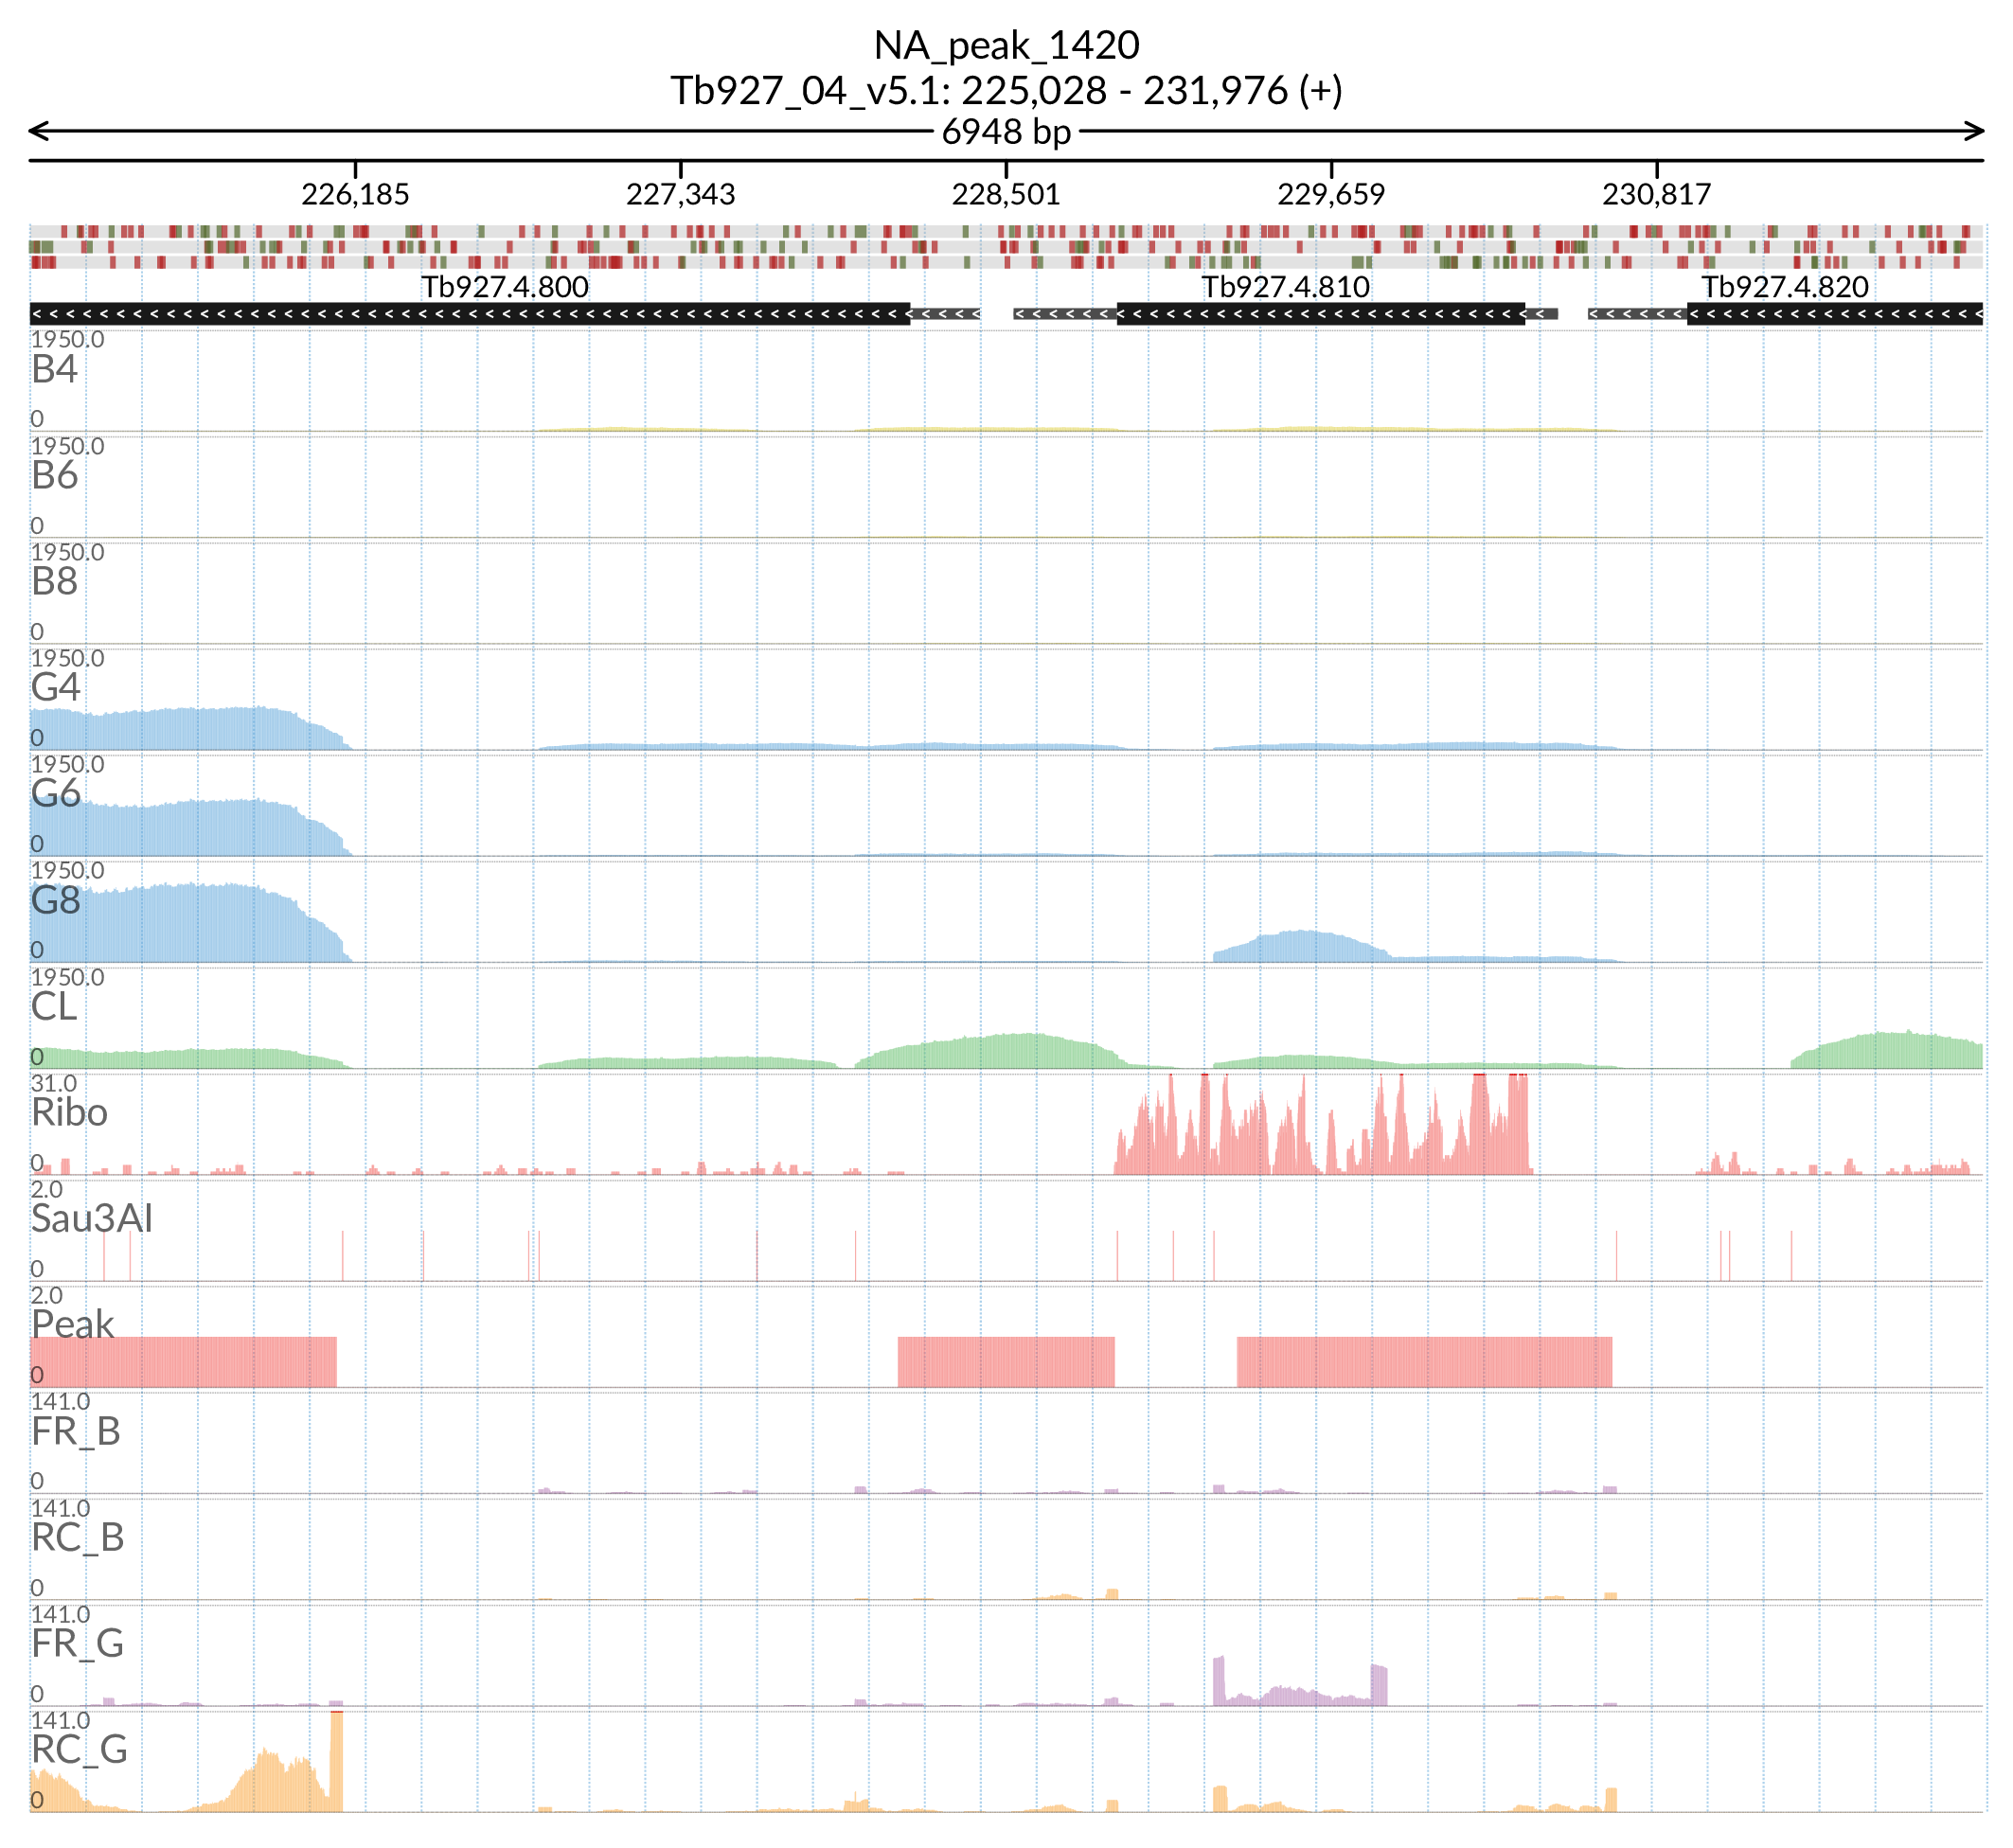 NA_peak_1420
Tb927_04_v5.1: 225,028 - 231,976 (+)
6948 bp
226,185 227,343 228,501 229,659 230,817
Tb927.4.800 Tb927.4.810 Tb927.4.820
1950.0
B4
0
1950.0
B6
0
1950.0
B8
0
1950.0
G4
0
1950.0
G6
0
1950.0
G8
0
1950.0
CL
0
31.0
Ribo
0
2.0
Sau3AI
0
2.0
Peak
0
141.0
FR_B
0
141.0
RC_B
0
141.0
FR_G
0
141.0
RC_G
0